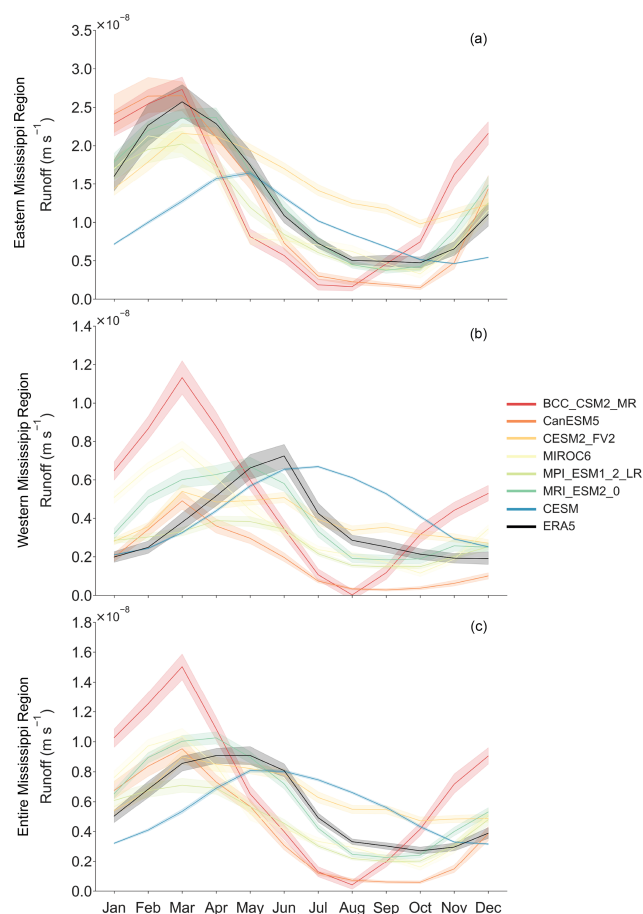 ×10⁻⁸
(a)
3.5
3.0
2.5
2.0
1.5
1.0
0.5
0.0
Eastern Mississippi Region
Runoff (m s⁻¹)
×10⁻⁸
(b)
1.4
1.2
1.0
0.8
0.6
0.4
0.2
0.0
Western Mississipip Region
Runoff (m s⁻¹)
BCC_CSM2_MR
CanESM5
CESM2_FV2
MIROC6
MPI_ESM1_2_LR
MRI_ESM2_0
CESM
ERA5
×10⁻⁸
(c)
1.8
1.6
1.4
1.2
1.0
0.8
0.6
0.4
0.2
0.0
Entire Mississippi Region
Runoff (m s⁻¹)
Jan Feb Mar Apr May Jun Jul Aug Sep Oct Nov Dec